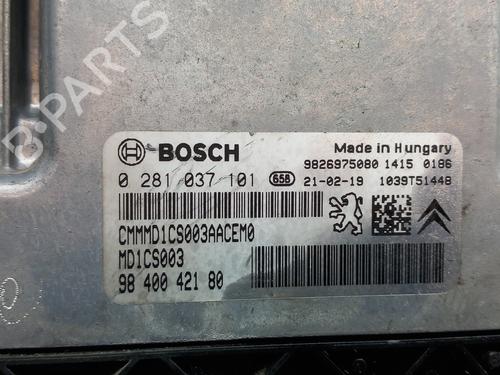 B-PARTS
BOSCH
Made in Hungary
9826975080 1415 0186
0 281 037 101 658 21-02-19 1039T51448
CMMMD1CS003AACEM0
MD1CS003
98 400 421 80